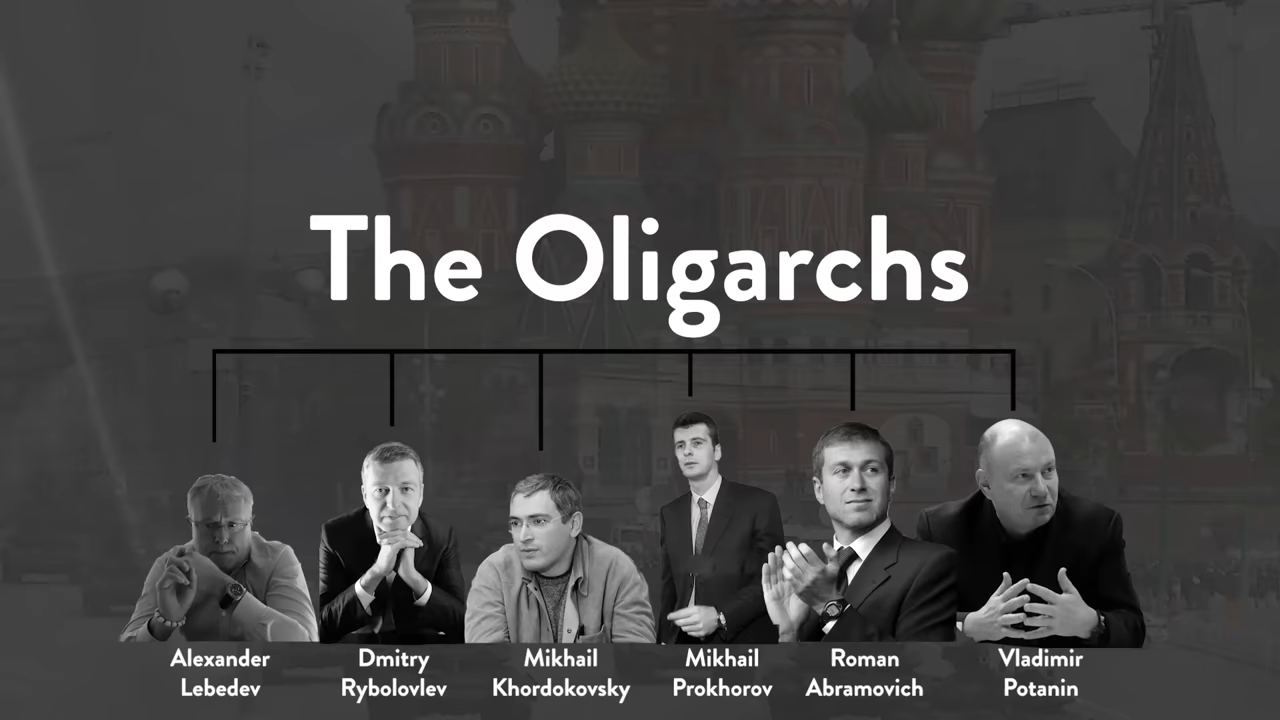 The Oligarchs
Alexander
Lebedev
Dmitry
Rybolovlev
Mikhail
Khordokovsky
Mikhail
Prokhorov
Roman
Abramovich
Vladimir
Potanin